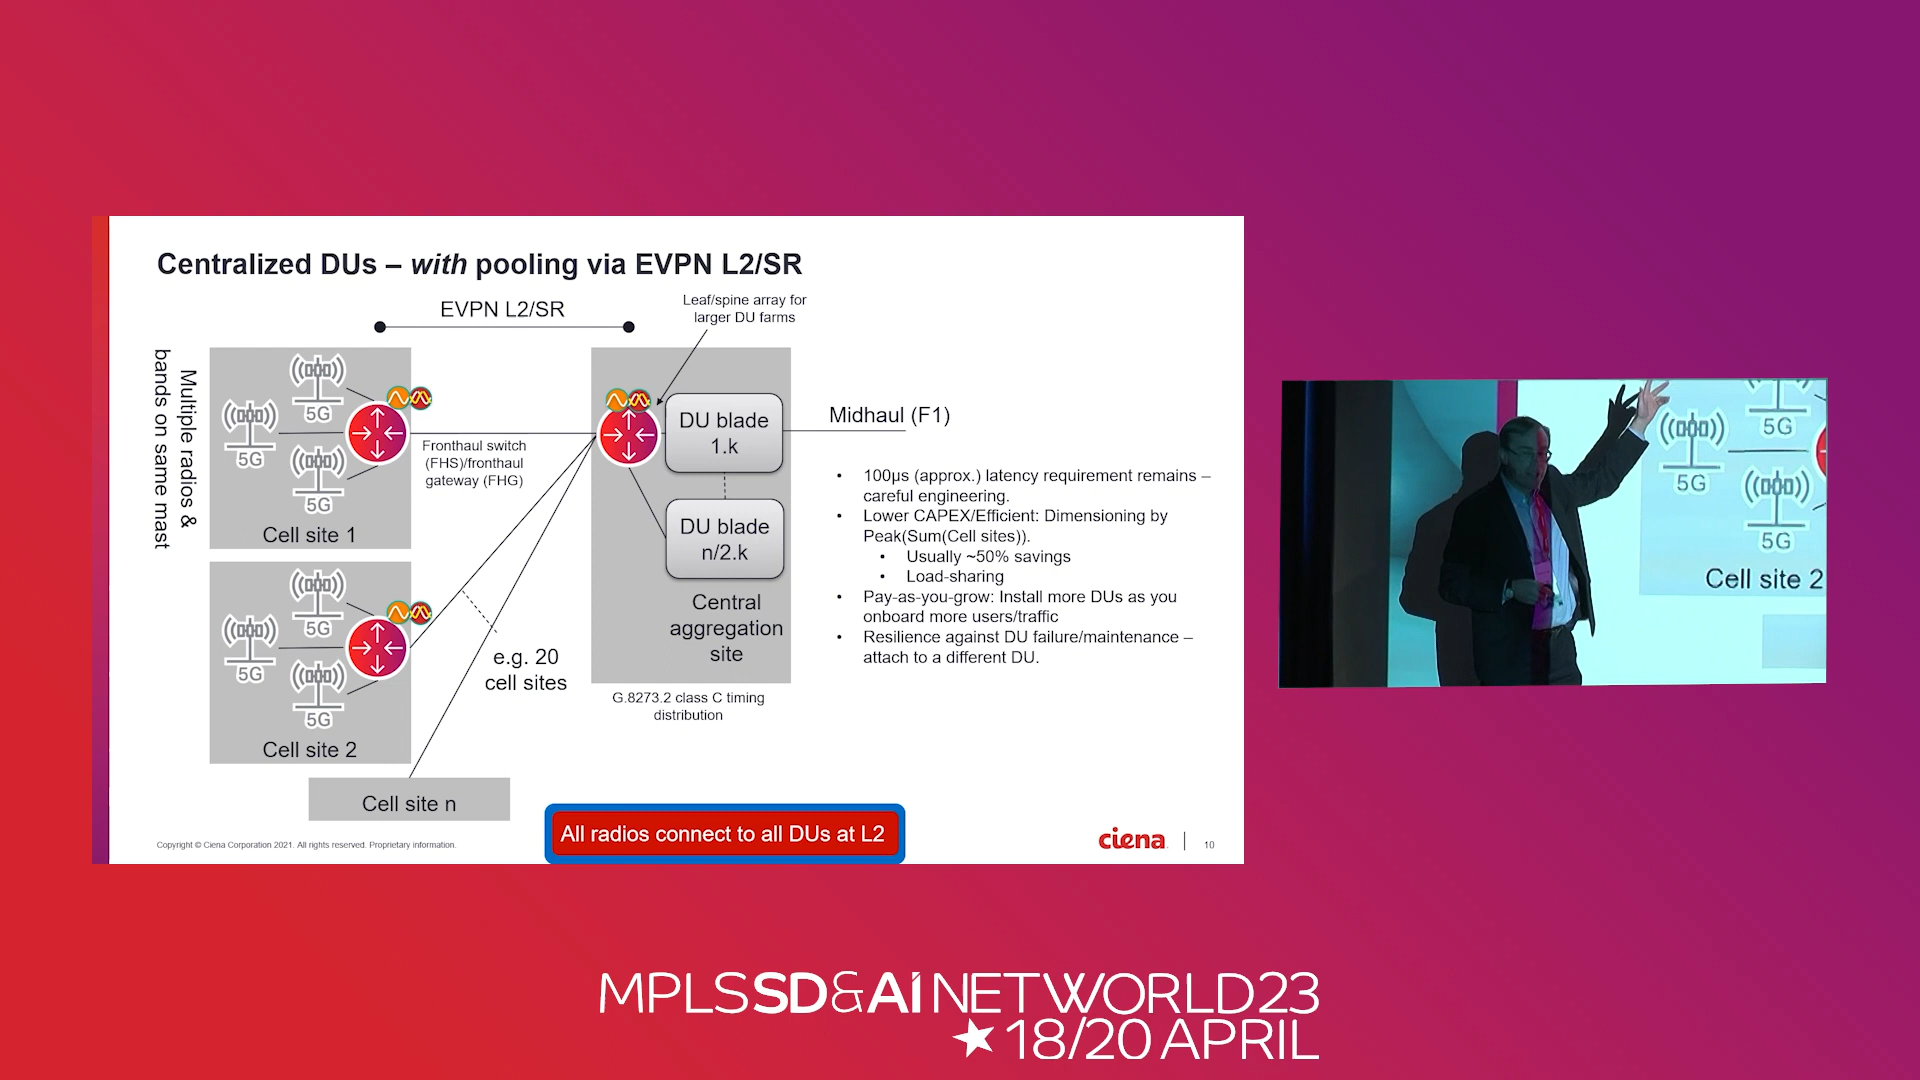 Centralized DUs – with pooling via EVPN L2/SR
EVPN L2/SR
Leaf/spine array for
larger DU farms
Multiple radios &
bands on same mast
5G
5G
5G
Cell site 1
Fronthaul switch
(FHS)/fronthaul
gateway (FHG)
DU blade
1.k
DU blade
n/2.k
Central
aggregation
site
Midhaul (F1)
5G
5G
5G
Cell site 2
e.g. 20
cell sites
G.8273.2 class C timing
distribution
Cell site n
• 100µs (approx.) latency requirement remains –
careful engineering.
• Lower CAPEX/Efficient: Dimensioning by
Peak(Sum(Cell sites)).
• Usually ~50% savings
• Load-sharing
• Pay-as-you-grow: Install more DUs as you
onboard more users/traffic
• Resilience against DU failure/maintenance –
attach to a different DU.
All radios connect to all DUs at L2
Copyright © Ciena Corporation 2021. All rights reserved. Proprietary information.
ciena
10
5G
5G
5G
Cell site 2
MPLSSD&AI NETWORLD23
18/20 APRIL